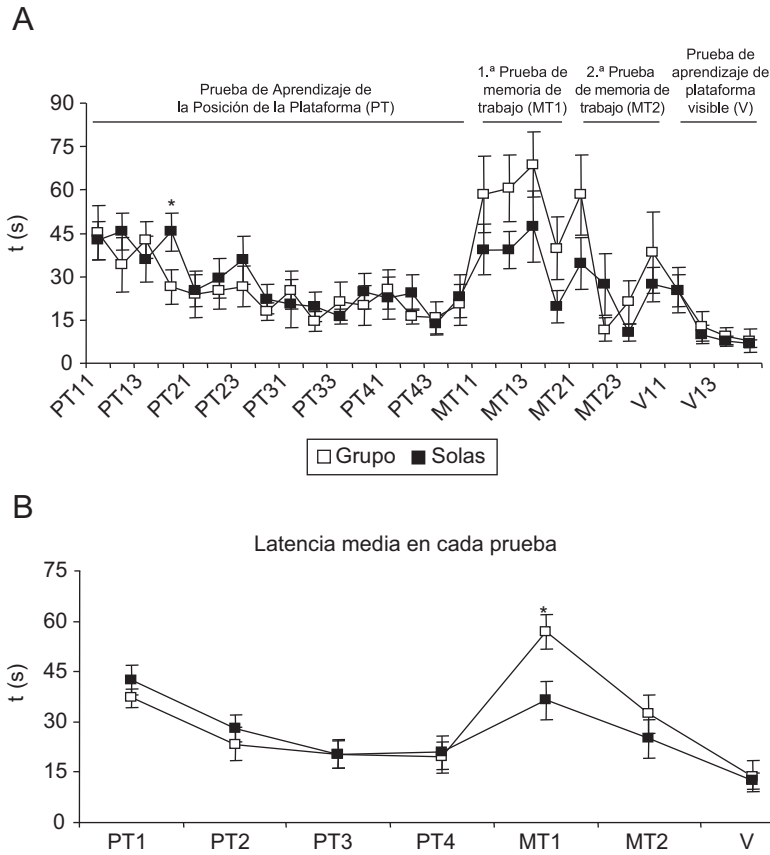 A
Prueba de Aprendizaje de
la Posición de la Plataforma (PT)
1.ª Prueba de
memoria de
trabajo (MT1)
2.ª Prueba
de memoria de
trabajo (MT2)
Prueba de
aprendizaje de
plataforma
visible (V)
90
75
60
45
30
15
0
t (s)
*
PT11
PT13
PT21
PT23
PT31
PT33
PT41
PT43
MT11
MT13
MT21
MT23
V11
V13
Grupo Solas
B
Latencia media en cada prueba
75
60
45
30
15
0
t (s)
*
PT1 PT2 PT3 PT4 MT1 MT2 V